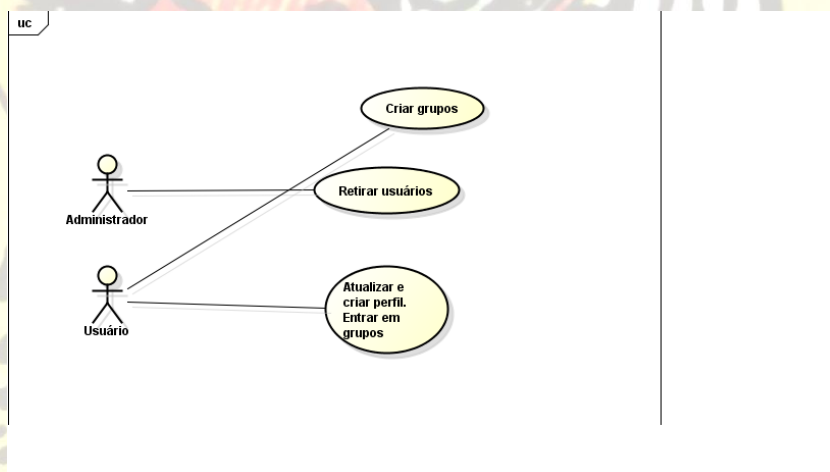 uc
Criar grupos
Retirar usuários
Administrador
Atualizar e
criar perfil.
Entrar em
grupos
Usuário